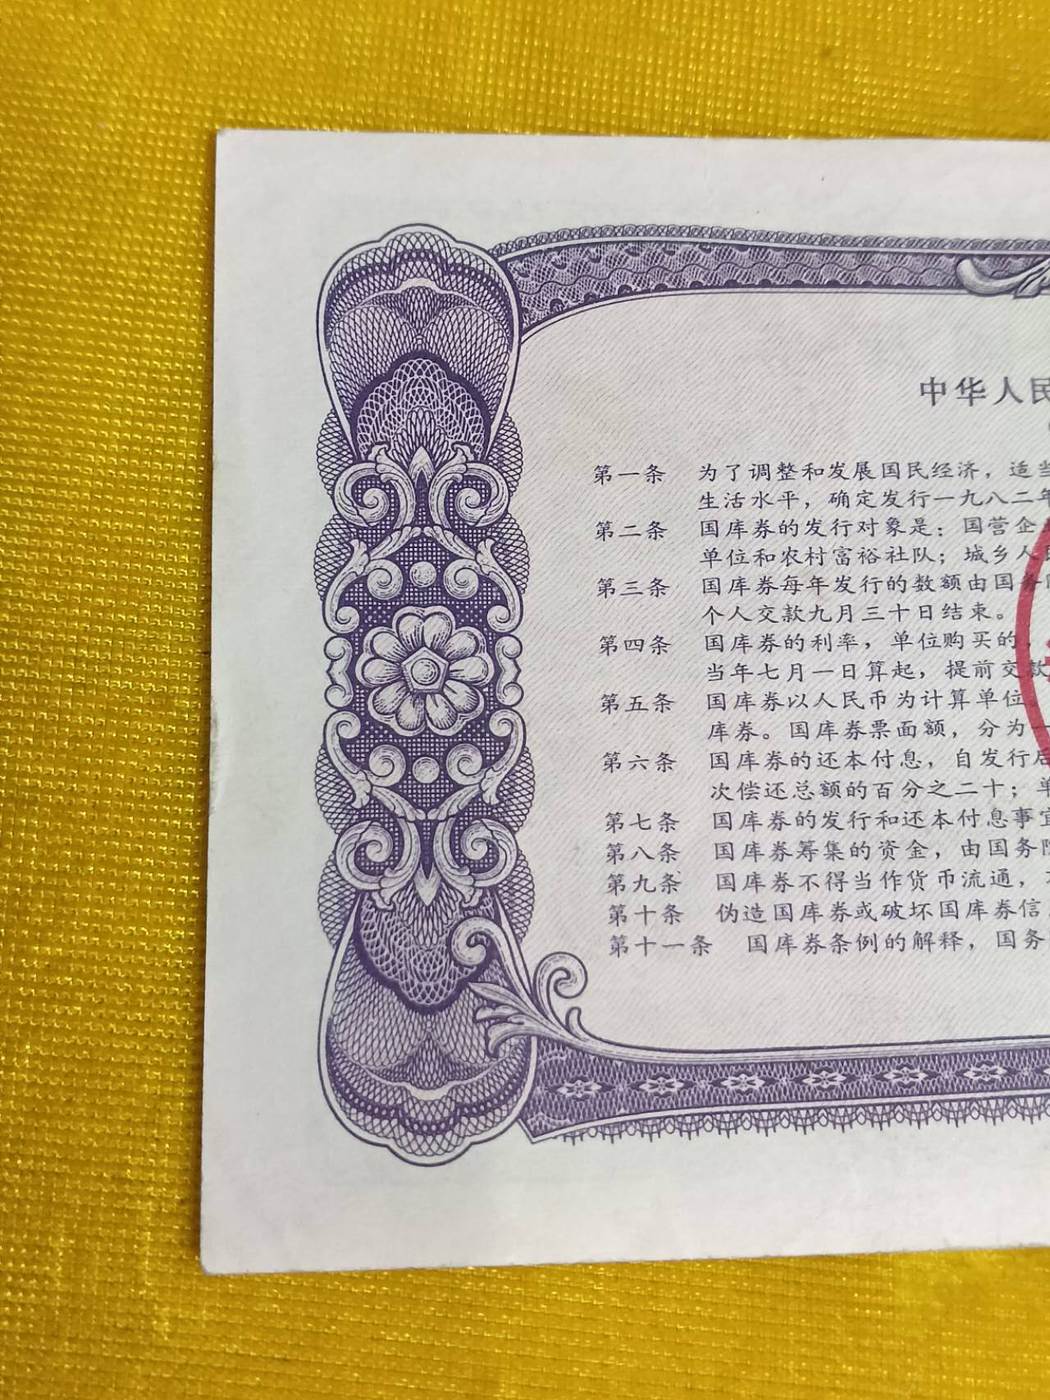 中华人民
第一条 为了调整和发展国民经济，适当
生活水平，确定发行一九八二年
第二条 国库券的发行对象是：国营企业
单位和农村富裕社队；城乡人民
第三条 国库券每年发行的数额由国务院
个人交款九月三十日结束。
第四条 国库券的利率，单位购买的，
当年七月一日算起，提前交款
第五条 国库券以人民币为计算单位。
库券。国库券票面额，分为一
第六条 国库券的还本付息，自发行后
次偿还总额的百分之二十；单
第七条 国库券的发行和还本付息事宜
第八条 国库券筹集的资金，由国务院
第九条 国库券不得当作货币流通，不
第十条 伪造国库券或破坏国库券信
第十一条 国库券条例的解释，国务